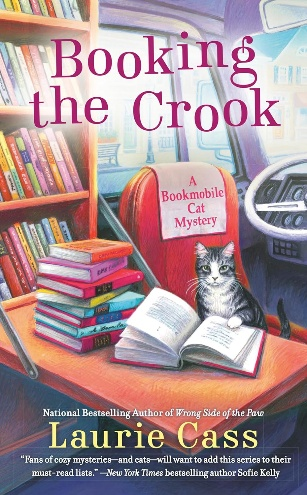 Booking
the Crook
A
Bookmobile
Cat
Mystery
National Bestselling Author of Wrong Side of the Paw
Laurie Cass
"Fans of cozy mysteries—and cats—will want to add this series to their
must-read lists." —New York Times bestselling author Sofie Kelly